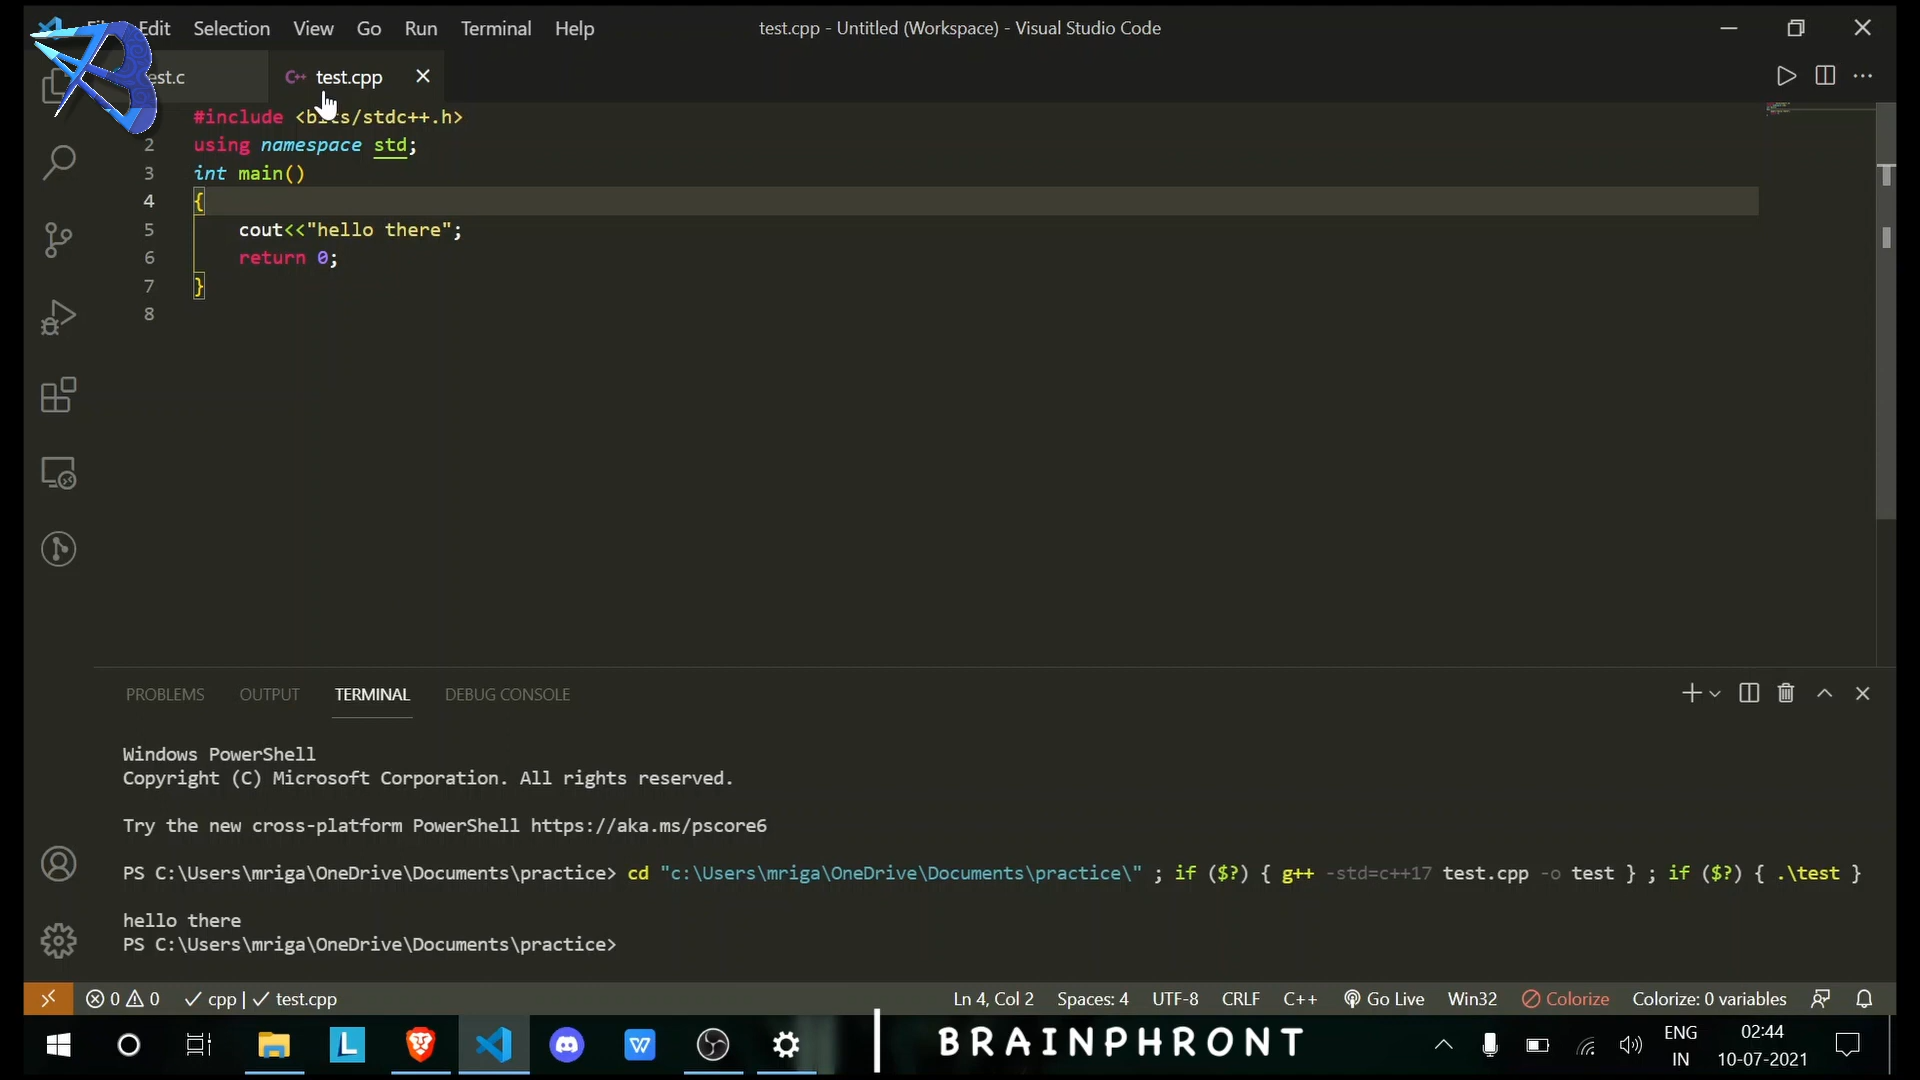 Edit Selection View Go Run Terminal Help test.cpp - Untitled (Workspace) - Visual Studio Code
C++ test.cpp
#include <bits/stdc++.h>
2 using namespace std;
3 int main()
4 {
5 cout<<"hello there";
6 return 0;
7 }
8
PROBLEMS OUTPUT TERMINAL DEBUG CONSOLE
Windows PowerShell
Copyright (C) Microsoft Corporation. All rights reserved.
Try the new cross-platform PowerShell https://aka.ms/pscore6
PS C:\Users\mriga\OneDrive\Documents\practice> cd "c:\Users\mriga\OneDrive\Documents\practice\" ; if ($?) { g++ -std=c++17 test.cpp -o test } ; if ($?) { .\test }
hello there
PS C:\Users\mriga\OneDrive\Documents\practice>
0 0 cpp | test.cpp Ln 4, Col 2 Spaces: 4 UTF-8 CRLF C++ Go Live Win32 Colorize Colorize: 0 variables
L W BRAINPHRONT ENG 02:44
IN 10-07-2021